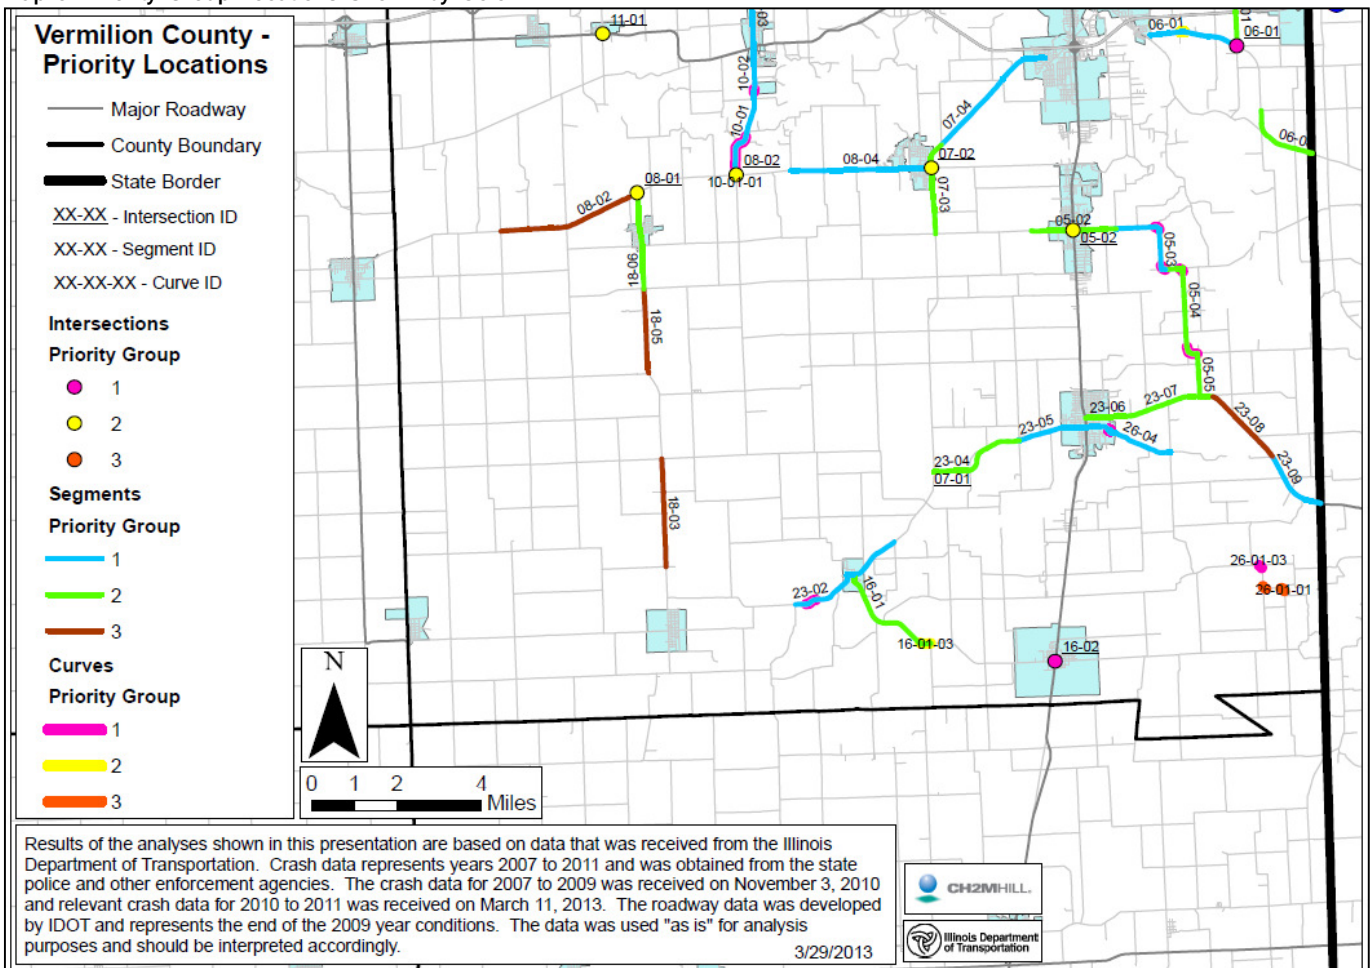 Vermilion County -
Priority Locations
Major Roadway
County Boundary
State Border
XX-XX - Intersection ID
XX-XX - Segment ID
XX-XX-XX - Curve ID
Intersections
Priority Group
1
2
3
Segments
Priority Group
1
2
3
Curves
Priority Group
1
2
3
11-01
10-02
10-01
08-02
10-01-01
08-04
07-04
07-02
07-03
06-01
06-01
08-01
08-02
18-06
18-05
18-03
05-02
05-02
05-03
05-04
05-05
23-07
23-06
23-05
26-04
23-08
23-09
23-04
07-01
23-02
16-01
16-01-03
16-02
26-01-03
26-01-01
N
0 1 2 4
Miles
Results of the analyses shown in this presentation are based on data that was received from the Illinois
Department of Transportation. Crash data represents years 2007 to 2011 and was obtained from the state
police and other enforcement agencies. The crash data for 2007 to 2009 was received on November 3, 2010
and relevant crash data for 2010 to 2011 was received on March 11, 2013. The roadway data was developed
by IDOT and represents the end of the 2009 year conditions. The data was used "as is" for analysis
purposes and should be interpreted accordingly.
3/29/2013
CH2MHILL.
Illinois Department
of Transportation